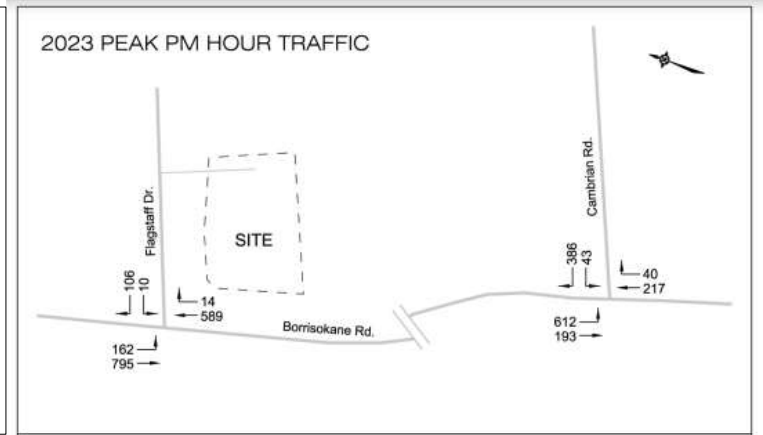 2023 PEAK PM HOUR TRAFFIC
Flagstaff Dr.
SITE
Cambrian Rd.
106
10
14
589
Borrisokane Rd.
162
795
386
43
40
217
612
193